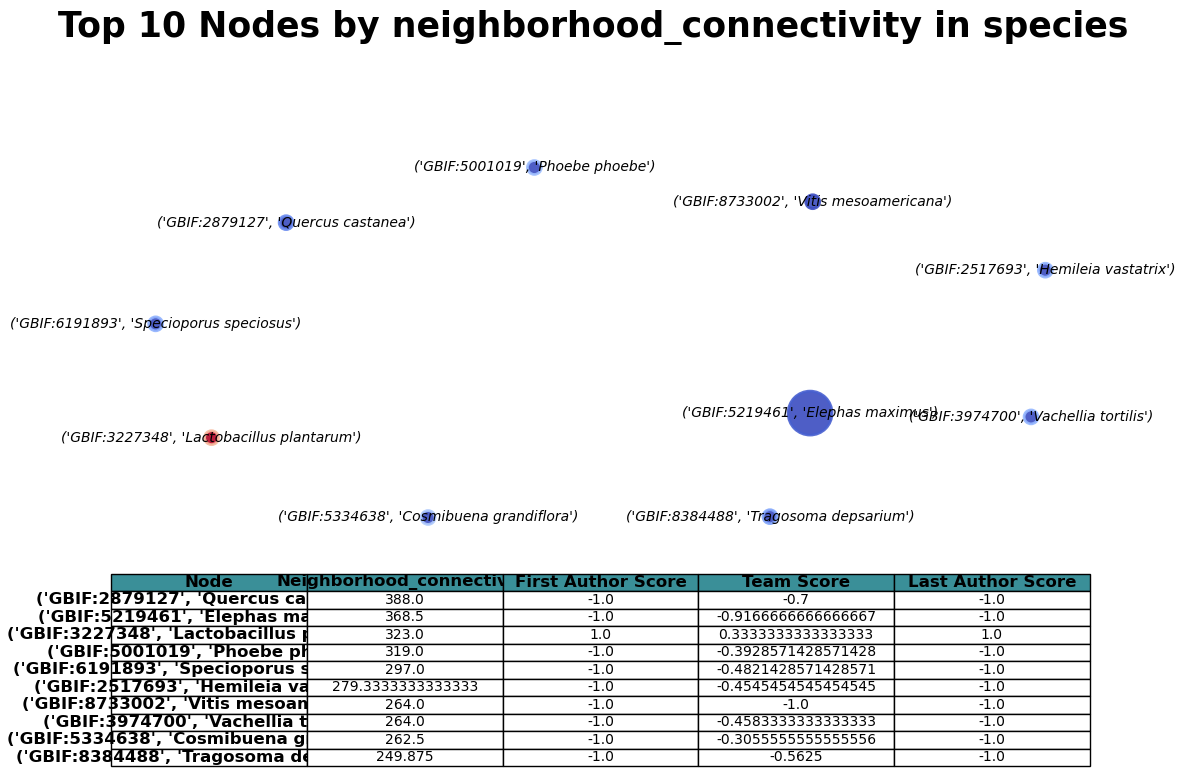 Top 10 Nodes by neighborhood_connectivity in species
('GBIF:5001019', 'Phoebe phoebe')
('GBIF:8733002', 'Vitis mesoamericana')
('GBIF:2879127', 'Quercus castanea')
('GBIF:2517693', 'Hemileia vastatrix')
('GBIF:6191893', 'Specioporus speciosus')
('GBIF:5219461', 'Elephas maximus')
('GBIF:3974700', 'Vachellia tortilis')
('GBIF:3227348', 'Lactobacillus plantarum')
('GBIF:5334638', 'Cosmibuena grandiflora')
('GBIF:8384488', 'Tragosoma depsarium')
Node Neighborhood_connectiv First Author Score Team Score Last Author Score
('GBIF:2879127', 'Quercus ca 388.0 -1.0 -0.7 -1.0
('GBIF:5219461', 'Elephas ma 368.5 -1.0 -0.9166666666666667 -1.0
('GBIF:3227348', 'Lactobacillus p 323.0 1.0 0.3333333333333333 1.0
('GBIF:5001019', 'Phoebe ph 319.0 -1.0 -0.3928571428571428 -1.0
('GBIF:6191893', 'Specioporus s 297.0 -1.0 -0.4821428571428571 -1.0
('GBIF:2517693', 'Hemileia va 279.3333333333333 -1.0 -0.4545454545454545 -1.0
('GBIF:8733002', 'Vitis mesoam 264.0 -1.0 -1.0 -1.0
('GBIF:3974700', 'Vachellia t 264.0 -1.0 -0.4583333333333333 -1.0
('GBIF:5334638', 'Cosmibuena g 262.5 -1.0 -0.3055555555555556 -1.0
('GBIF:8384488', 'Tragosoma de 249.875 -1.0 -0.5625 -1.0